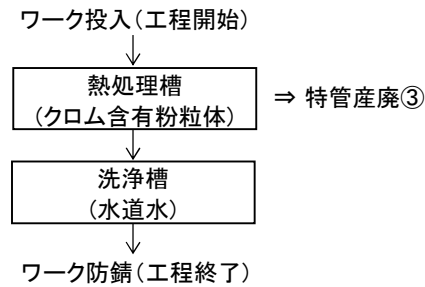 ワーク投入(工程開始)
熱処理槽
(クロム含有粉粒体)
⇒ 特管産廃③
洗浄槽
(水道水)
ワーク防錆(工程終了)